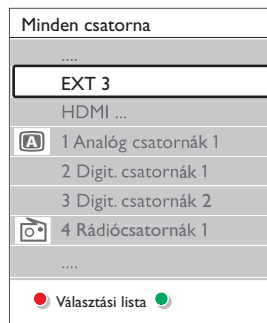 Minden csatorna
....
EXT 3
HDMI ...
A 1 Analóg csatornák 1
2 Digit. csatornák 1
3 Digit. csatornák 2
4 Rádiócsatornák 1
....
Választási lista